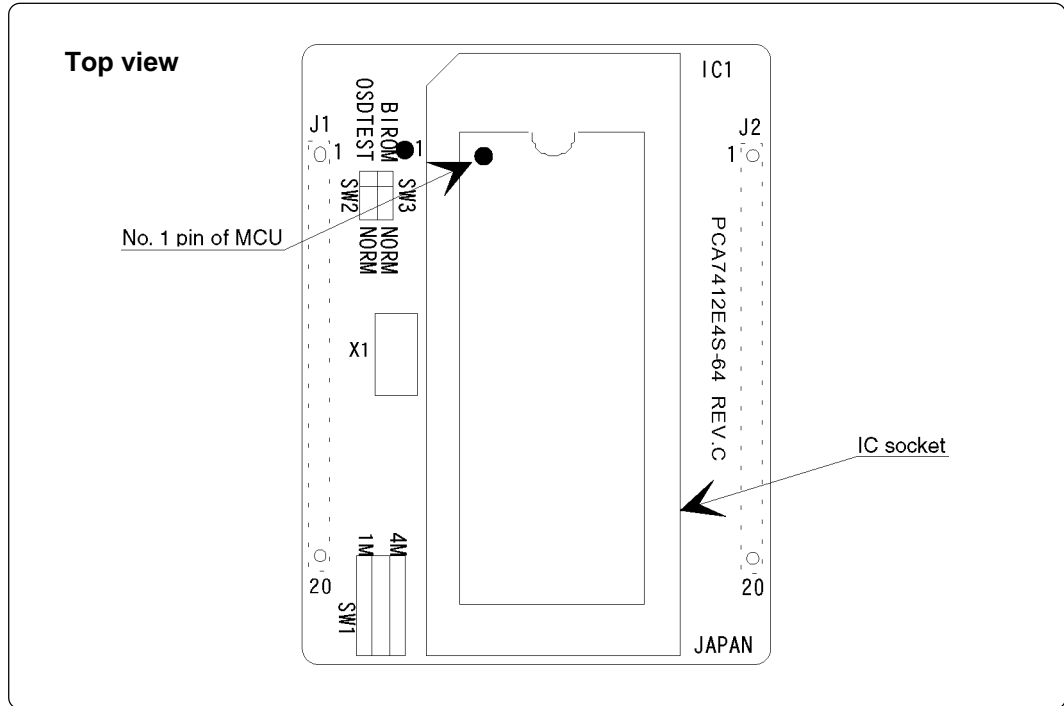 Top view
IC1
OSDTEST
BIROM
J1
1
1
J2
1
SW2
SW3
No. 1 pin of MCU
NORM
NORM
PCA7412E4S-64 REV.C
X1
IC socket
1M
4M
20
20
SW1
JAPAN